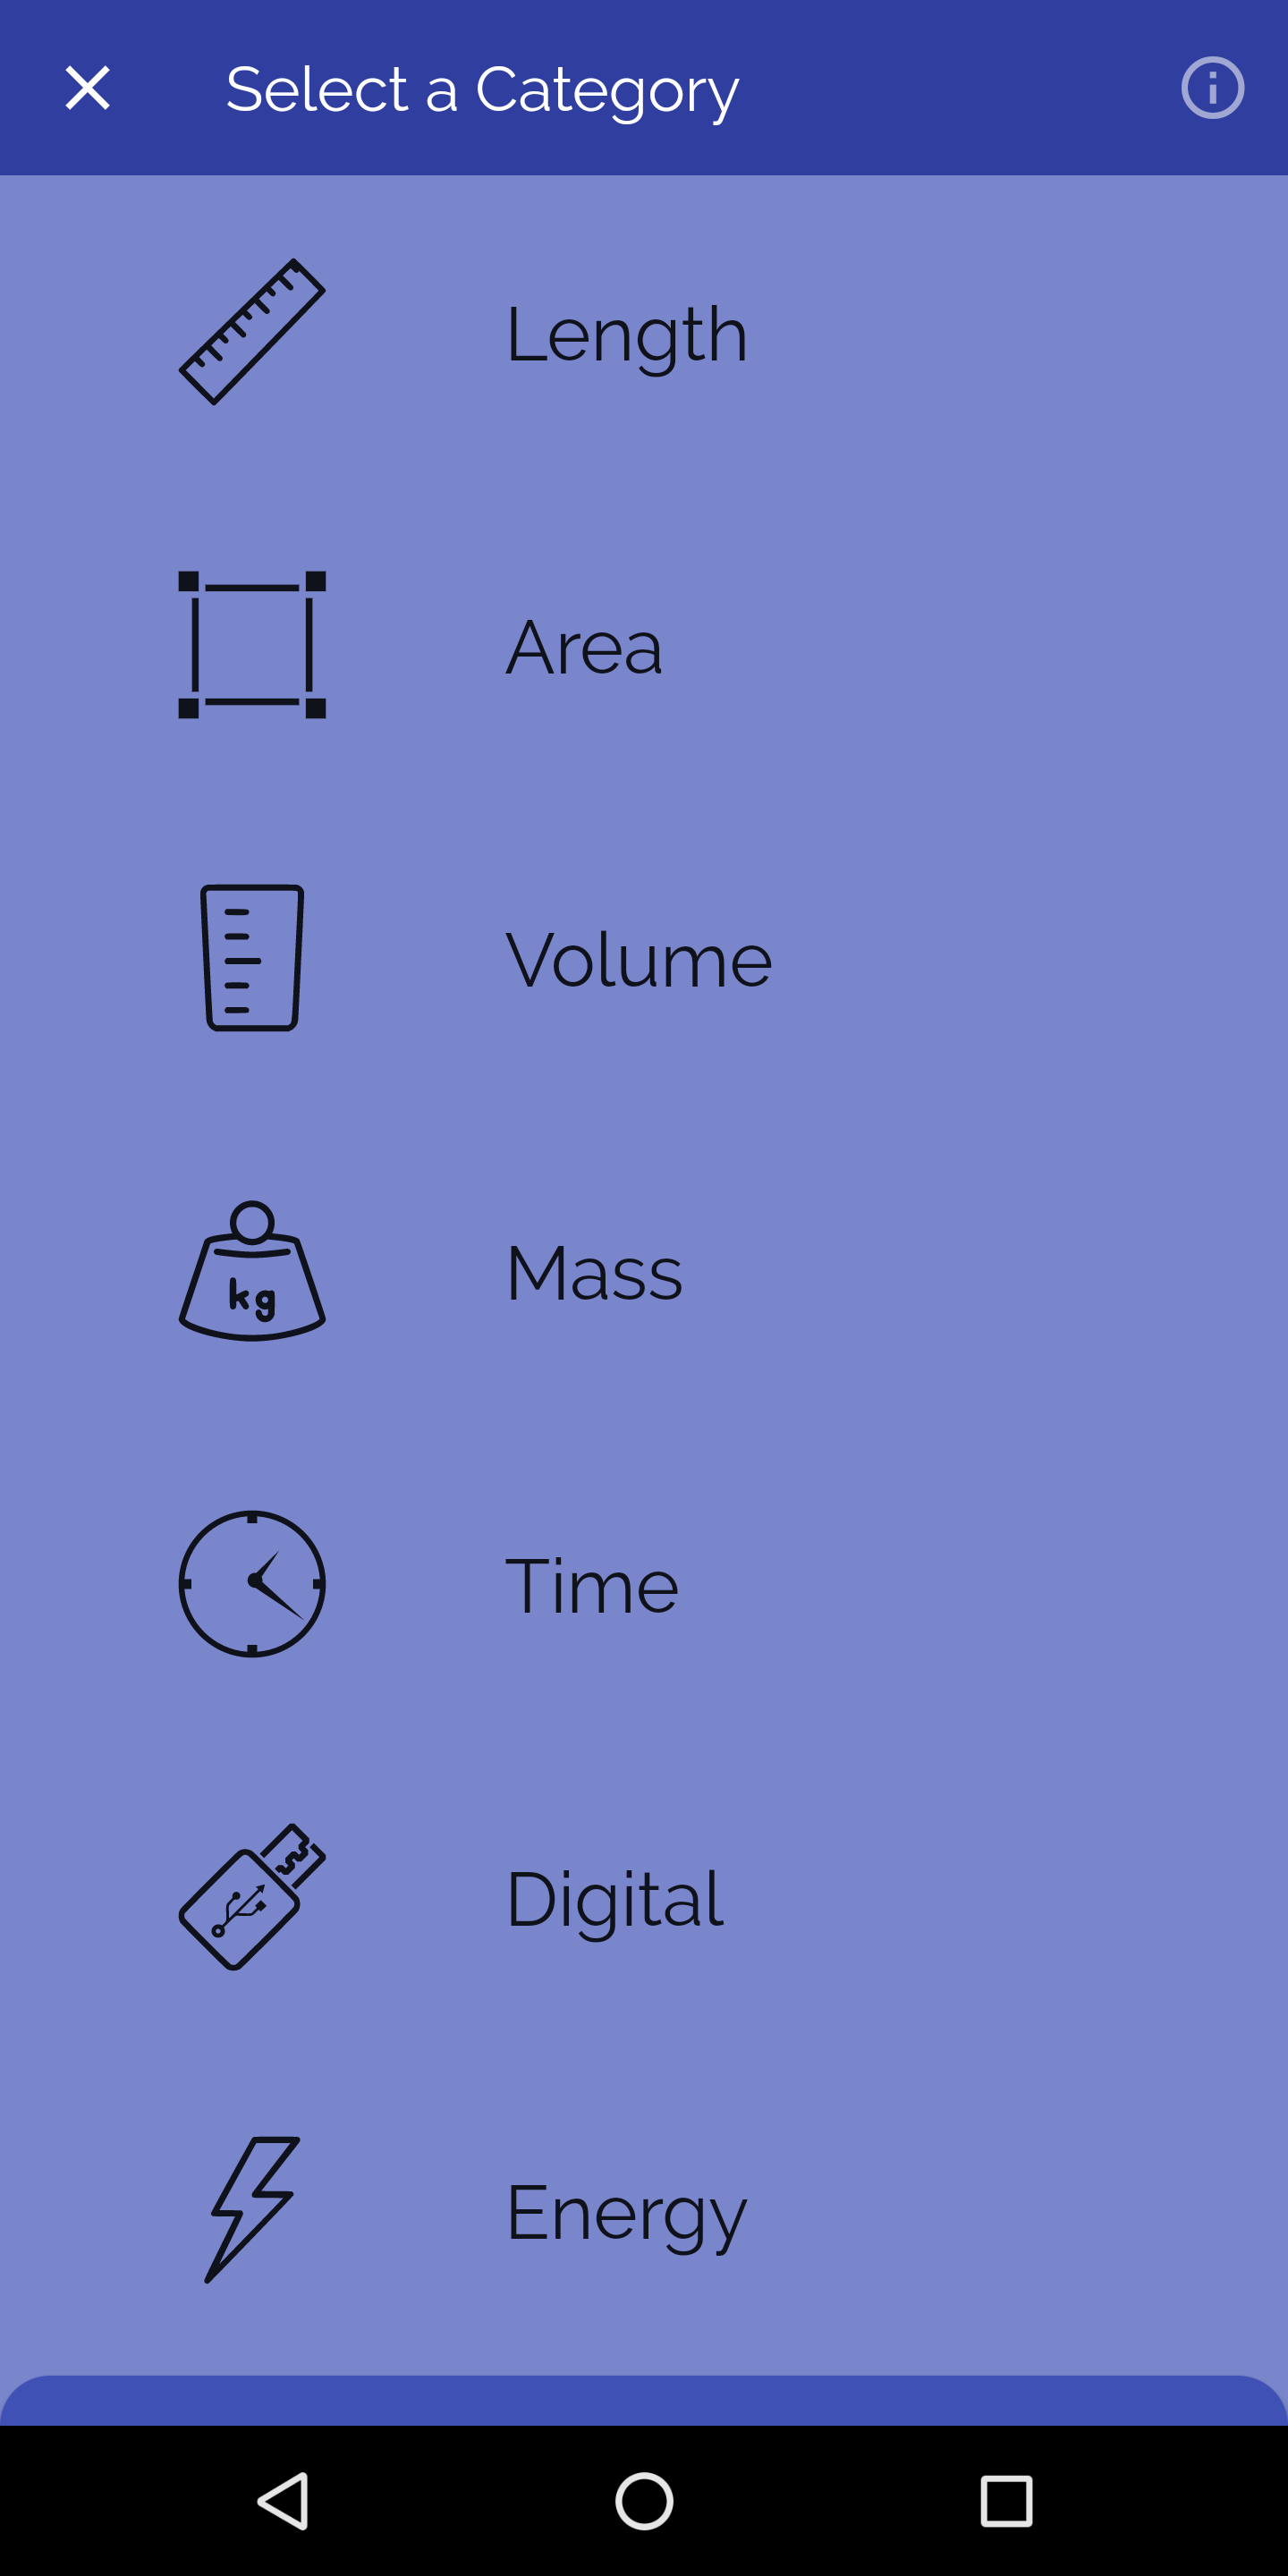 Select a Category
Length
Area
Volume
kg
Mass
Time
Digital
Energy